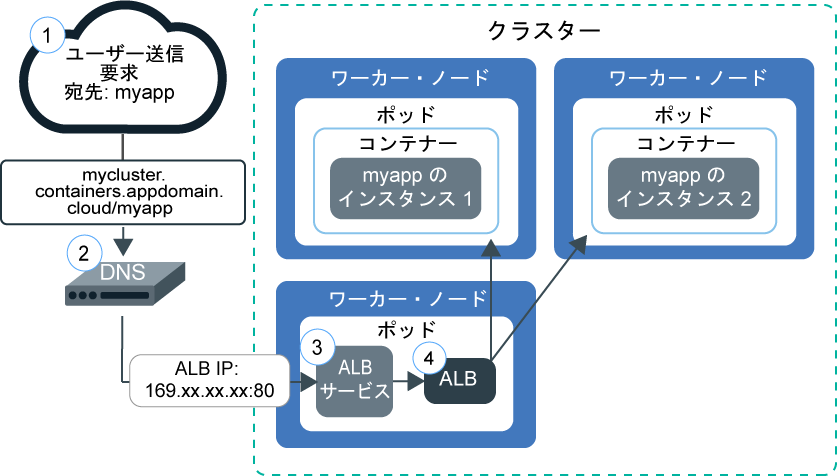 1
ユーザー送信
要求
宛先: myapp
mycluster.
containers.appdomain.
cloud/myapp
2
DNS
ALB IP:
169.xx.xx.xx:80
クラスター
ワーカー・ノード
ポッド
コンテナー
myapp の
インスタンス 1
ワーカー・ノード
ポッド
コンテナー
myapp の
インスタンス 2
ワーカー・ノード
ポッド
3
ALB
サービス
4
ALB